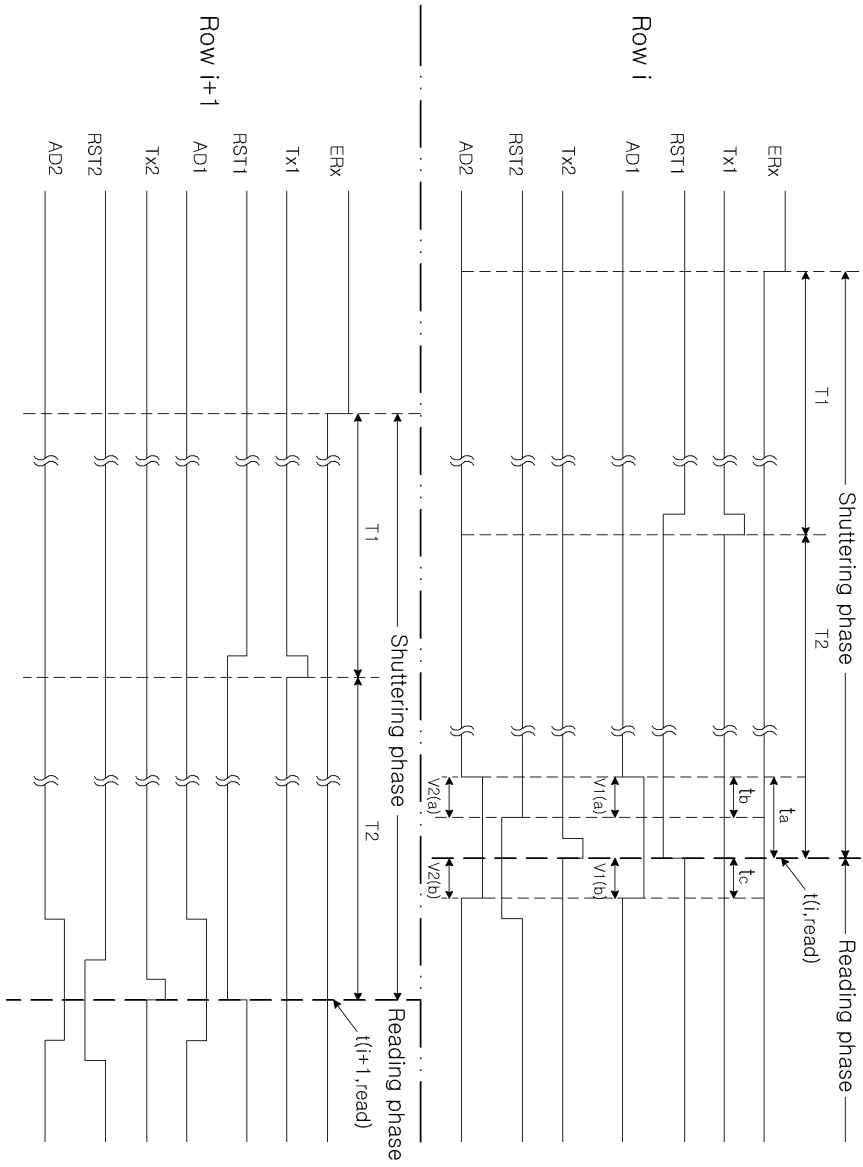 Row i
Shuttering phase
Reading phase
T1
T2
ta
t(i,read)
tb
tc
ERx
Tx1
RST1
AD1
V1(a)
V1(b)
Tx2
RST2
AD2
V2(a)
V2(b)
Row i+1
Shuttering phase
Reading phase
T1
T2
t(i+1,read)
ERx
Tx1
RST1
AD1
Tx2
RST2
AD2